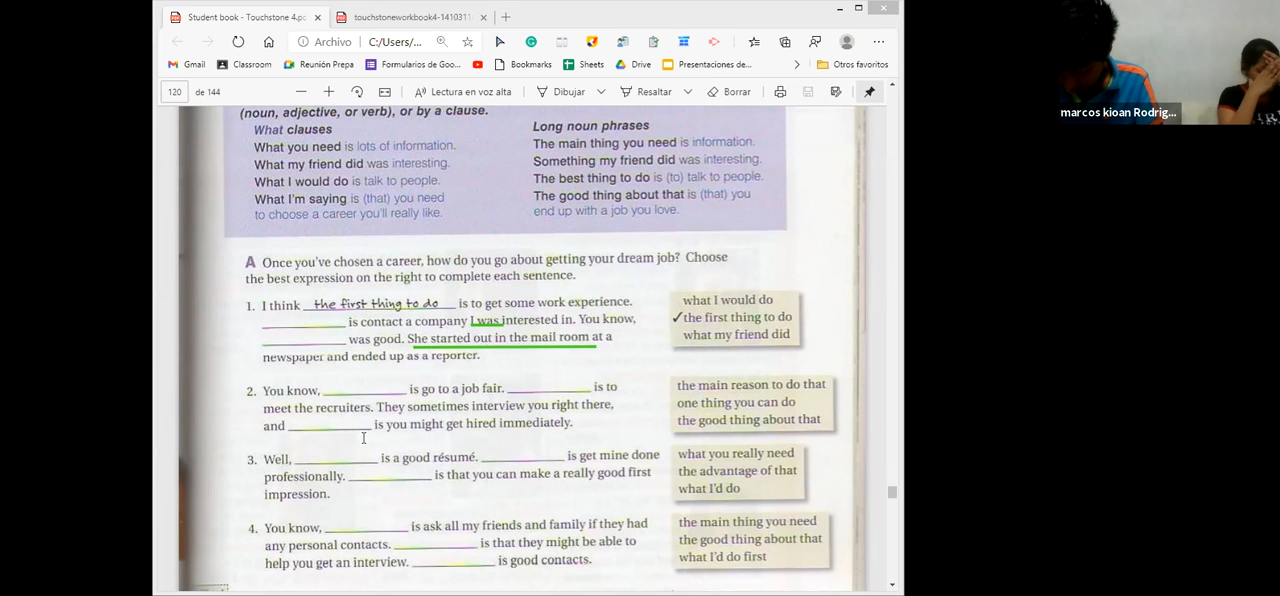 Student book - Touchstone 4.pc
touchstoneworkbook4-1410311
Archivo
C:/Users/...
Gmail
Classroom
Reunión Prepa
Formularios de Goo...
Bookmarks
Sheets
Drive
Presentaciones de...
Otros favoritos
120
de 144
Lectura en voz alta
Dibujar
Resaltar
Borrar
marcos kioan Rodrig...
(noun, adjective, or verb), or by a clause.
What clauses
What you need is lots of information.
What my friend did was interesting.
What I would do is talk to people.
What I'm saying is (that) you need
to choose a career you'll really like.
Long noun phrases
The main thing you need is information.
Something my friend did was interesting.
The best thing to do is (to) talk to people.
The good thing about that is (that) you
end up with a job you love.
A Once you've chosen a career, how do you go about getting your dream job? Choose
the best expression on the right to complete each sentence.
1. I think the first thing to do is to get some work experience.
____________ is contact a company I was interested in. You know,
____________ was good. She started out in the mail room at a
newspaper and ended up as a reporter.
what I would do
✓the first thing to do
what my friend did
2. You know, ____________ is go to a job fair. ____________ is to
meet the recruiters. They sometimes interview you right there,
and ____________ is you might get hired immediately.
the main reason to do that
one thing you can do
the good thing about that
3. Well, ____________ is a good résumé. ____________ is get mine done
professionally. ____________ is that you can make a really good first
impression.
what you really need
the advantage of that
what I'd do
4. You know, ____________ is ask all my friends and family if they had
any personal contacts. ____________ is that they might be able to
help you get an interview. ____________ is good contacts.
the main thing you need
the good thing about that
what I'd do first